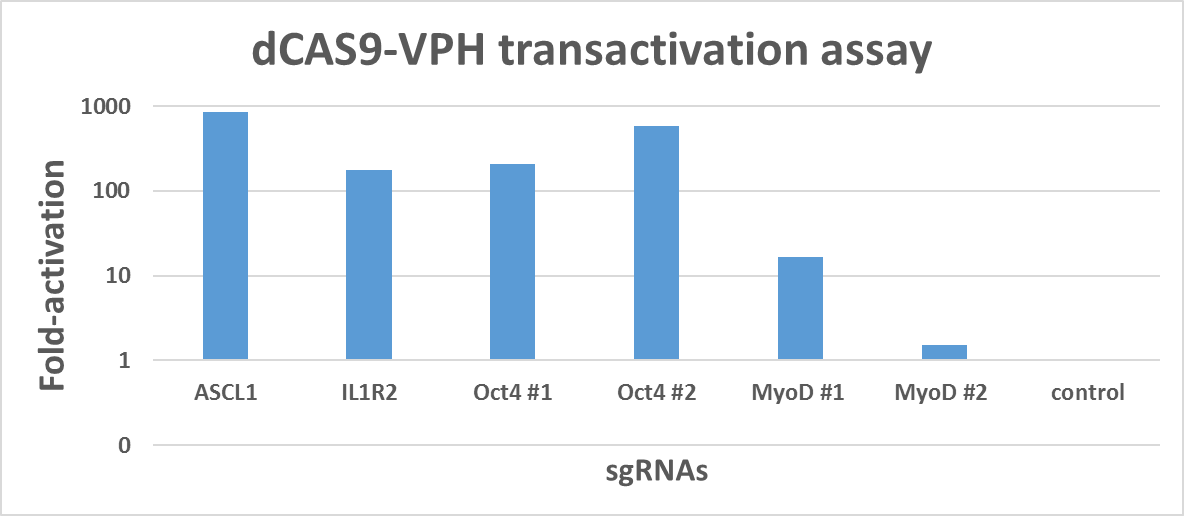 dCAS9-VPH transactivation assay
Fold-activation
1000
100
10
1
0
ASCL1 IL1R2 Oct4 #1 Oct4 #2 MyoD #1 MyoD #2 control
sgRNAs